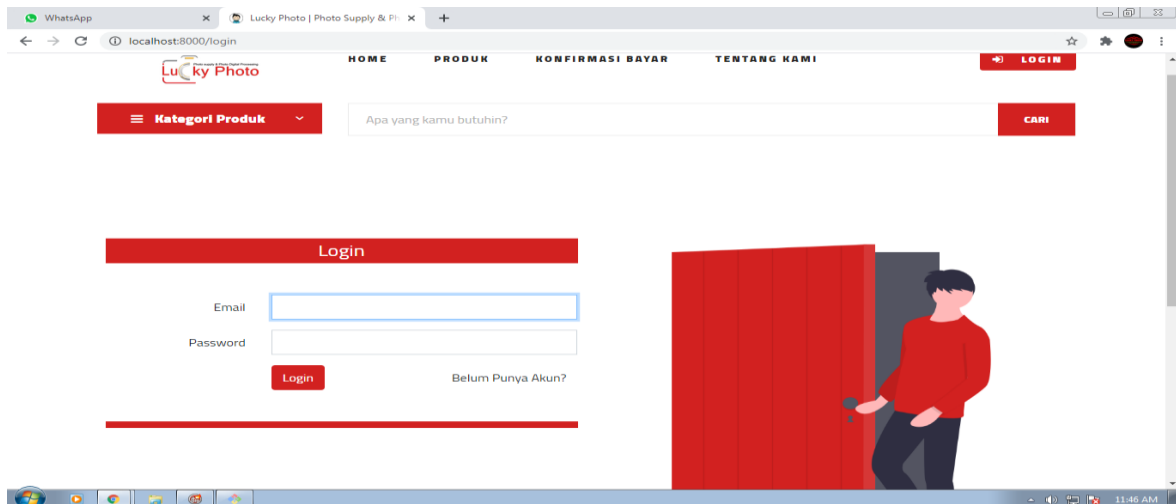 WhatsApp
Lucky Photo | Photo Supply & Ph
localhost:8000/login
Lucky Photo
HOME PRODUK KONFIRMASI BAYAR TENTANG KAMI LOGIN
Kategori Produk
Apa yang kamu butuhin?
CARI
Login
Email
Password
Login
Belum Punya Akun?
11:46 AM